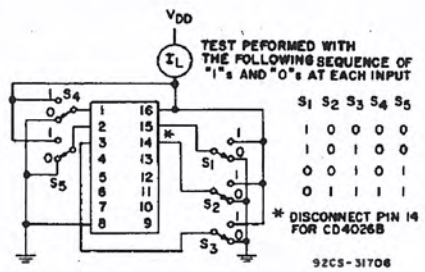 VDD
IL
TEST PEFORMED WITH
THE FOLLOWING SEQUENCE OF
"1"s AND "0"s AT EACH INPUT
S1 S2 S3 S4 S5
1 0 0 0 0
1 0 1 0 0
0 0 1 0 1
0 1 1 1 1
* DISCONNECT PIN 14
FOR CD4026B
1 S4
0
1
0
S5
1 16
2 15
3 14 *
4 13
5 12
6 11
7 10
8 9
1
S1 0
1
S2 0
1
S3 0
92CS-31706